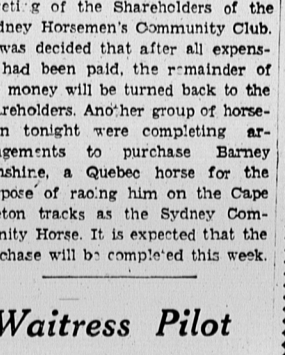 eting of the Shareholders of the
dney Horsemen's Community Club.
was decided that after all expens-
had been paid, the remainder of
money will be turned back to the
reholders. Another group of horse-
n tonight were completing ar-
gements to purchase Barney
nshire, a Quebec horse for the
pose of racing him on the Cape
eton tracks as the Sydney Com-
nity Horse. It is expected that the
chase will be completed this week.
Waitress Pilot